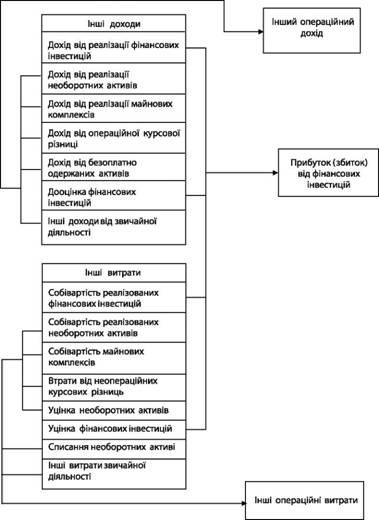 Інші доходи
Дохід від реалізації фінансових
інвестицій
Дохід від реалізації
необоротних активів
Дохід від реалізації майнових
комплексів
Дохід від операційної курсової
різниці
Дохід від безоплатно
одержаних активів
Дооцінка фінансових
інвестицій
Інші доходи від звичайної
діяльності
Інший операційний
дохід
Прибуток (збиток)
від фінансових
інвестицій
Інші витрати
Собівартість реалізованих
фінансових інвестицій
Собівартість реалізованих
необоротних активів
Собівартість майнових
комплексів
Втрати від неопераційних
курсових різниць
Уцінка необоротних активів
Уцінка фінансових інвестицій
Списання необоротних активі
Інші витрати звичайної
діяльності
Інші операційні витрати